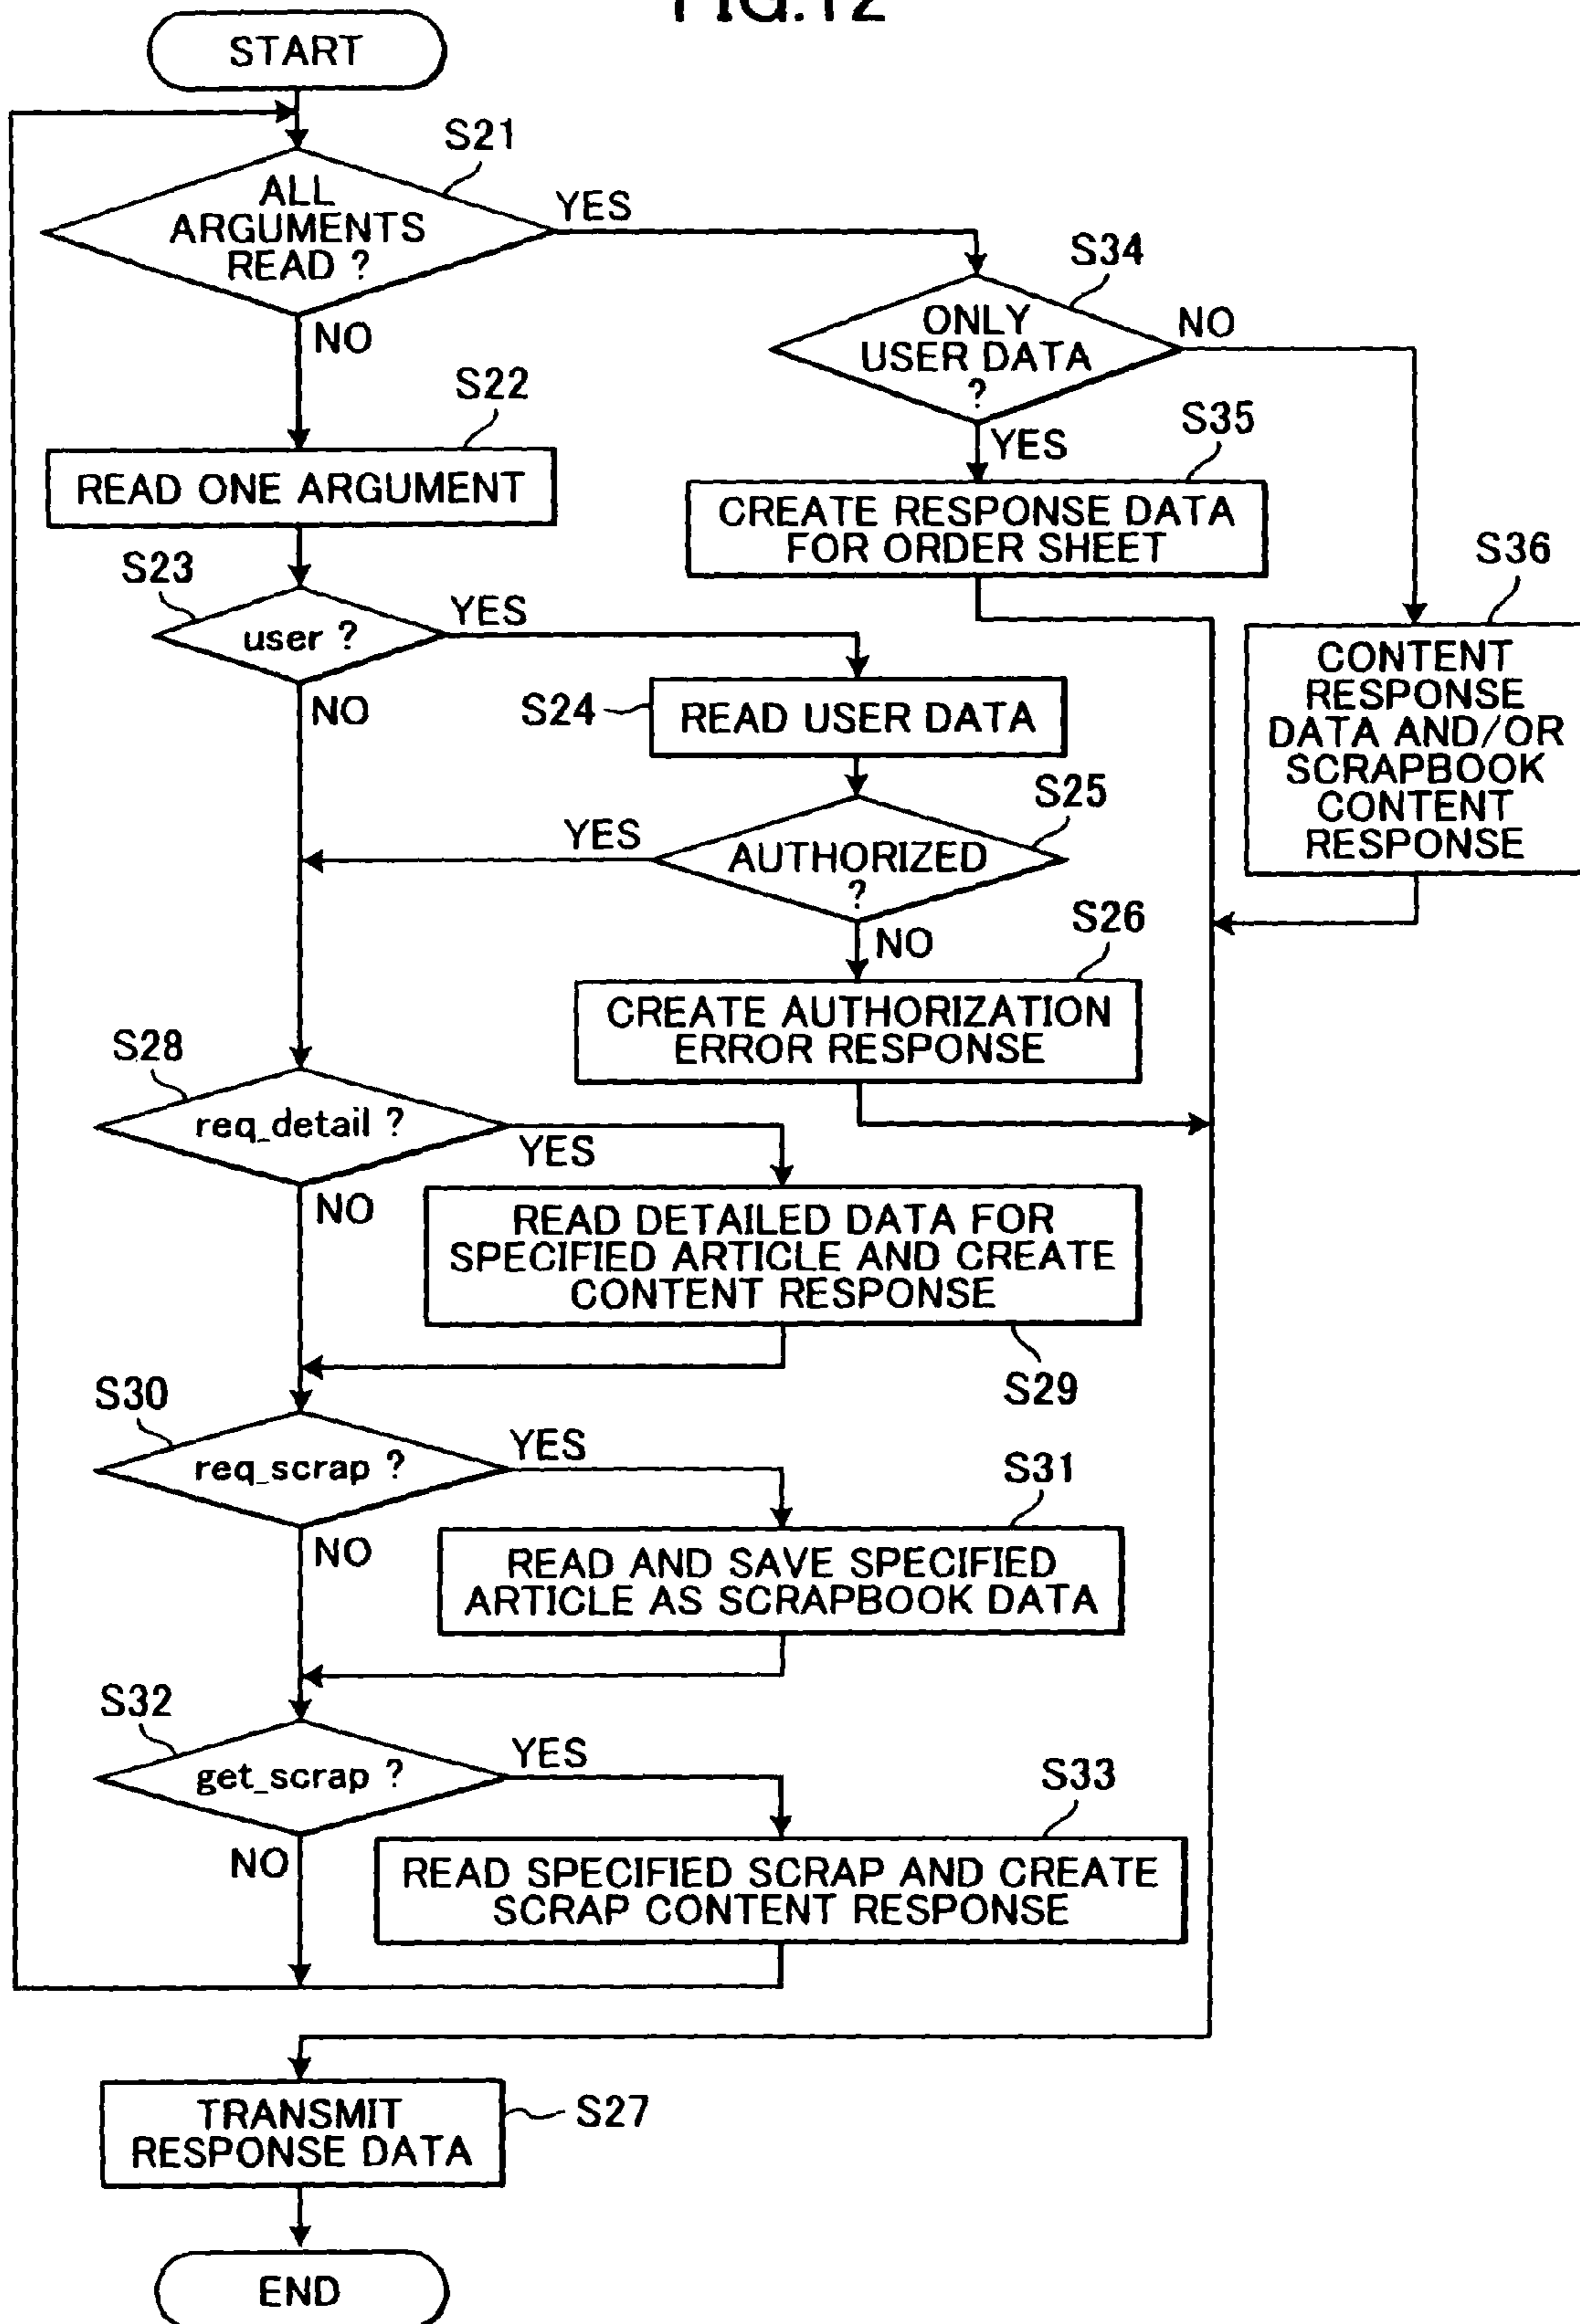 FIG.12
START
S21
ALL
ARGUMENTS
READ ?
YES
NO
S34
ONLY
USER DATA
?
NO
YES
S22
READ ONE ARGUMENT
S35
CREATE RESPONSE DATA
FOR ORDER SHEET
S36
CONTENT
RESPONSE
DATA AND/OR
SCRAPBOOK
CONTENT
RESPONSE
S23
user ?
YES
NO
S24
READ USER DATA
S25
AUTHORIZED
?
YES
NO
S26
CREATE AUTHORIZATION
ERROR RESPONSE
S28
req_detail ?
YES
NO
READ DETAILED DATA FOR
SPECIFIED ARTICLE AND CREATE
CONTENT RESPONSE
S29
S30
req_scrap ?
YES
NO
S31
READ AND SAVE SPECIFIED
ARTICLE AS SCRAPBOOK DATA
S32
get_scrap ?
YES
NO
S33
READ SPECIFIED SCRAP AND CREATE
SCRAP CONTENT RESPONSE
TRANSMIT
RESPONSE DATA
S27
END